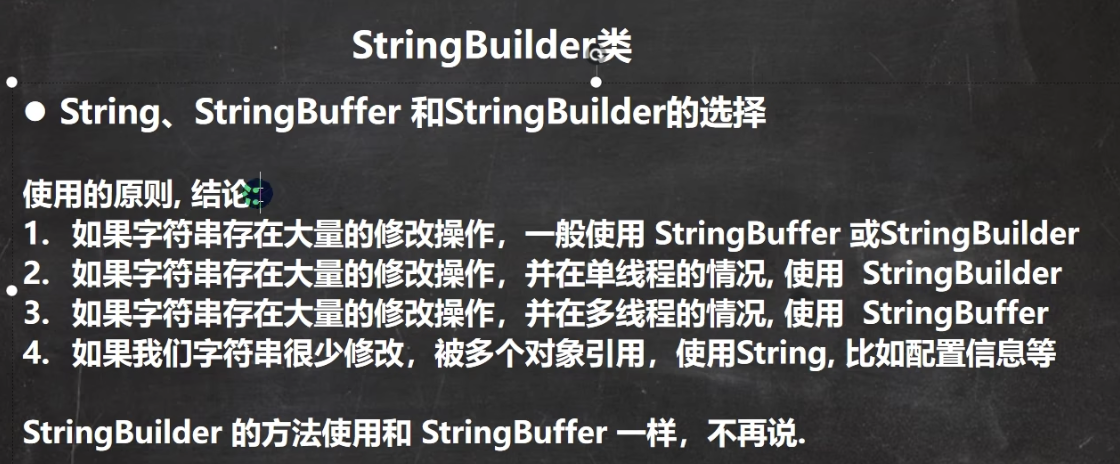 StringBuilder类
● String、StringBuffer 和StringBuilder的选择
使用的原则, 结论:
1. 如果字符串存在大量的修改操作，一般使用 StringBuffer 或StringBuilder
2. 如果字符串存在大量的修改操作，并在单线程的情况, 使用 StringBuilder
3. 如果字符串存在大量的修改操作，并在多线程的情况, 使用 StringBuffer
4. 如果我们字符串很少修改，被多个对象引用，使用String, 比如配置信息等
StringBuilder 的方法使用和 StringBuffer 一样，不再说.